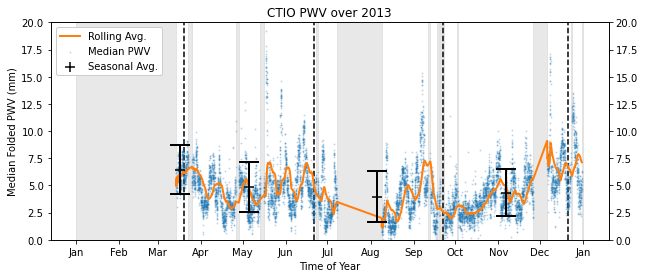 CTIO PWV over 2013
Rolling Avg.
Median PWV
Seasonal Avg.
Median Folded PWV (mm)
20.0
17.5
15.0
12.5
10.0
7.5
5.0
2.5
0.0
20.0
17.5
15.0
12.5
10.0
7.5
5.0
2.5
0.0
Jan Feb Mar Apr May Jun Jul Aug Sep Oct Nov Dec Jan
Time of Year